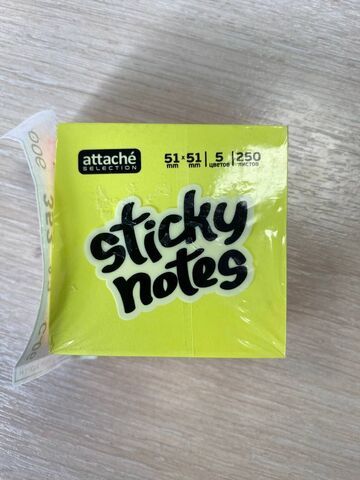 attaché
SELECTION
51 x 51 | 5 | 250
mm mm цветов листов
sticky
notes